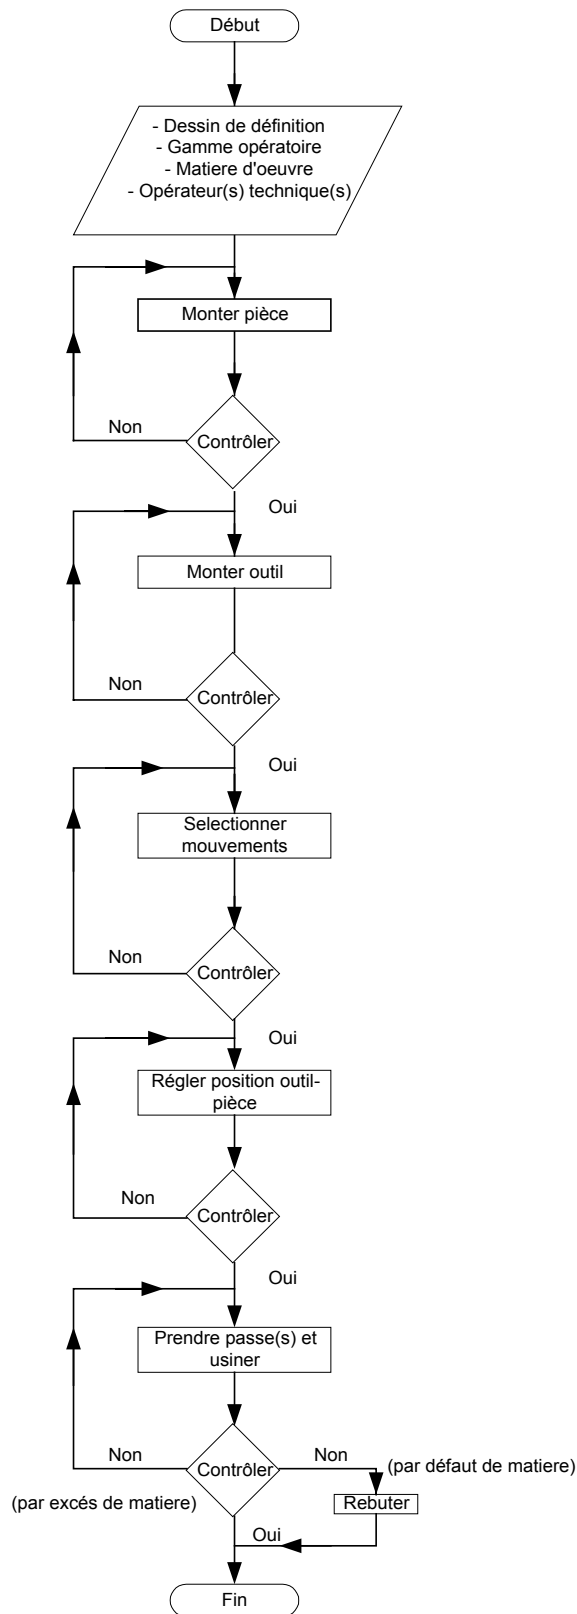 Début
- Dessin de définition
- Gamme opératoire
- Matiere d'oeuvre
- Opérateur(s) technique(s)
Monter pièce
Non
Contrôler
Oui
Monter outil
Non
Contrôler
Oui
Selectionner
mouvements
Non
Contrôler
Oui
Régler position outil-
pièce
Non
Contrôler
Oui
Prendre passe(s) et
usiner
Non
Contrôler
Non
(par défaut de matiere)
(par excés de matiere)
Rebuter
Oui
Fin